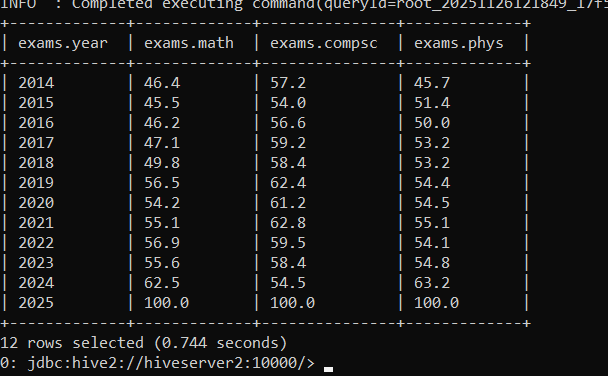 INFO  : Completed executing command(queryId=root_20251126121849_17f5
+-------------+-------------+---------------+-------------+
| exams.year  | exams.math  | exams.compsc  | exams.phys  |
+-------------+-------------+---------------+-------------+
| 2014        | 46.4        | 57.2          | 45.7        |
| 2015        | 45.5        | 54.0          | 51.4        |
| 2016        | 46.2        | 56.6          | 50.0        |
| 2017        | 47.1        | 59.2          | 53.2        |
| 2018        | 49.8        | 58.4          | 53.2        |
| 2019        | 56.5        | 62.4          | 54.4        |
| 2020        | 54.2        | 61.2          | 54.5        |
| 2021        | 55.1        | 62.8          | 55.1        |
| 2022        | 56.9        | 59.5          | 54.1        |
| 2023        | 55.6        | 58.4          | 54.8        |
| 2024        | 62.5        | 54.5          | 63.2        |
| 2025        | 100.0       | 100.0         | 100.0       |
+-------------+-------------+---------------+-------------+
12 rows selected (0.744 seconds)
0: jdbc:hive2://hiveserver2:10000/>